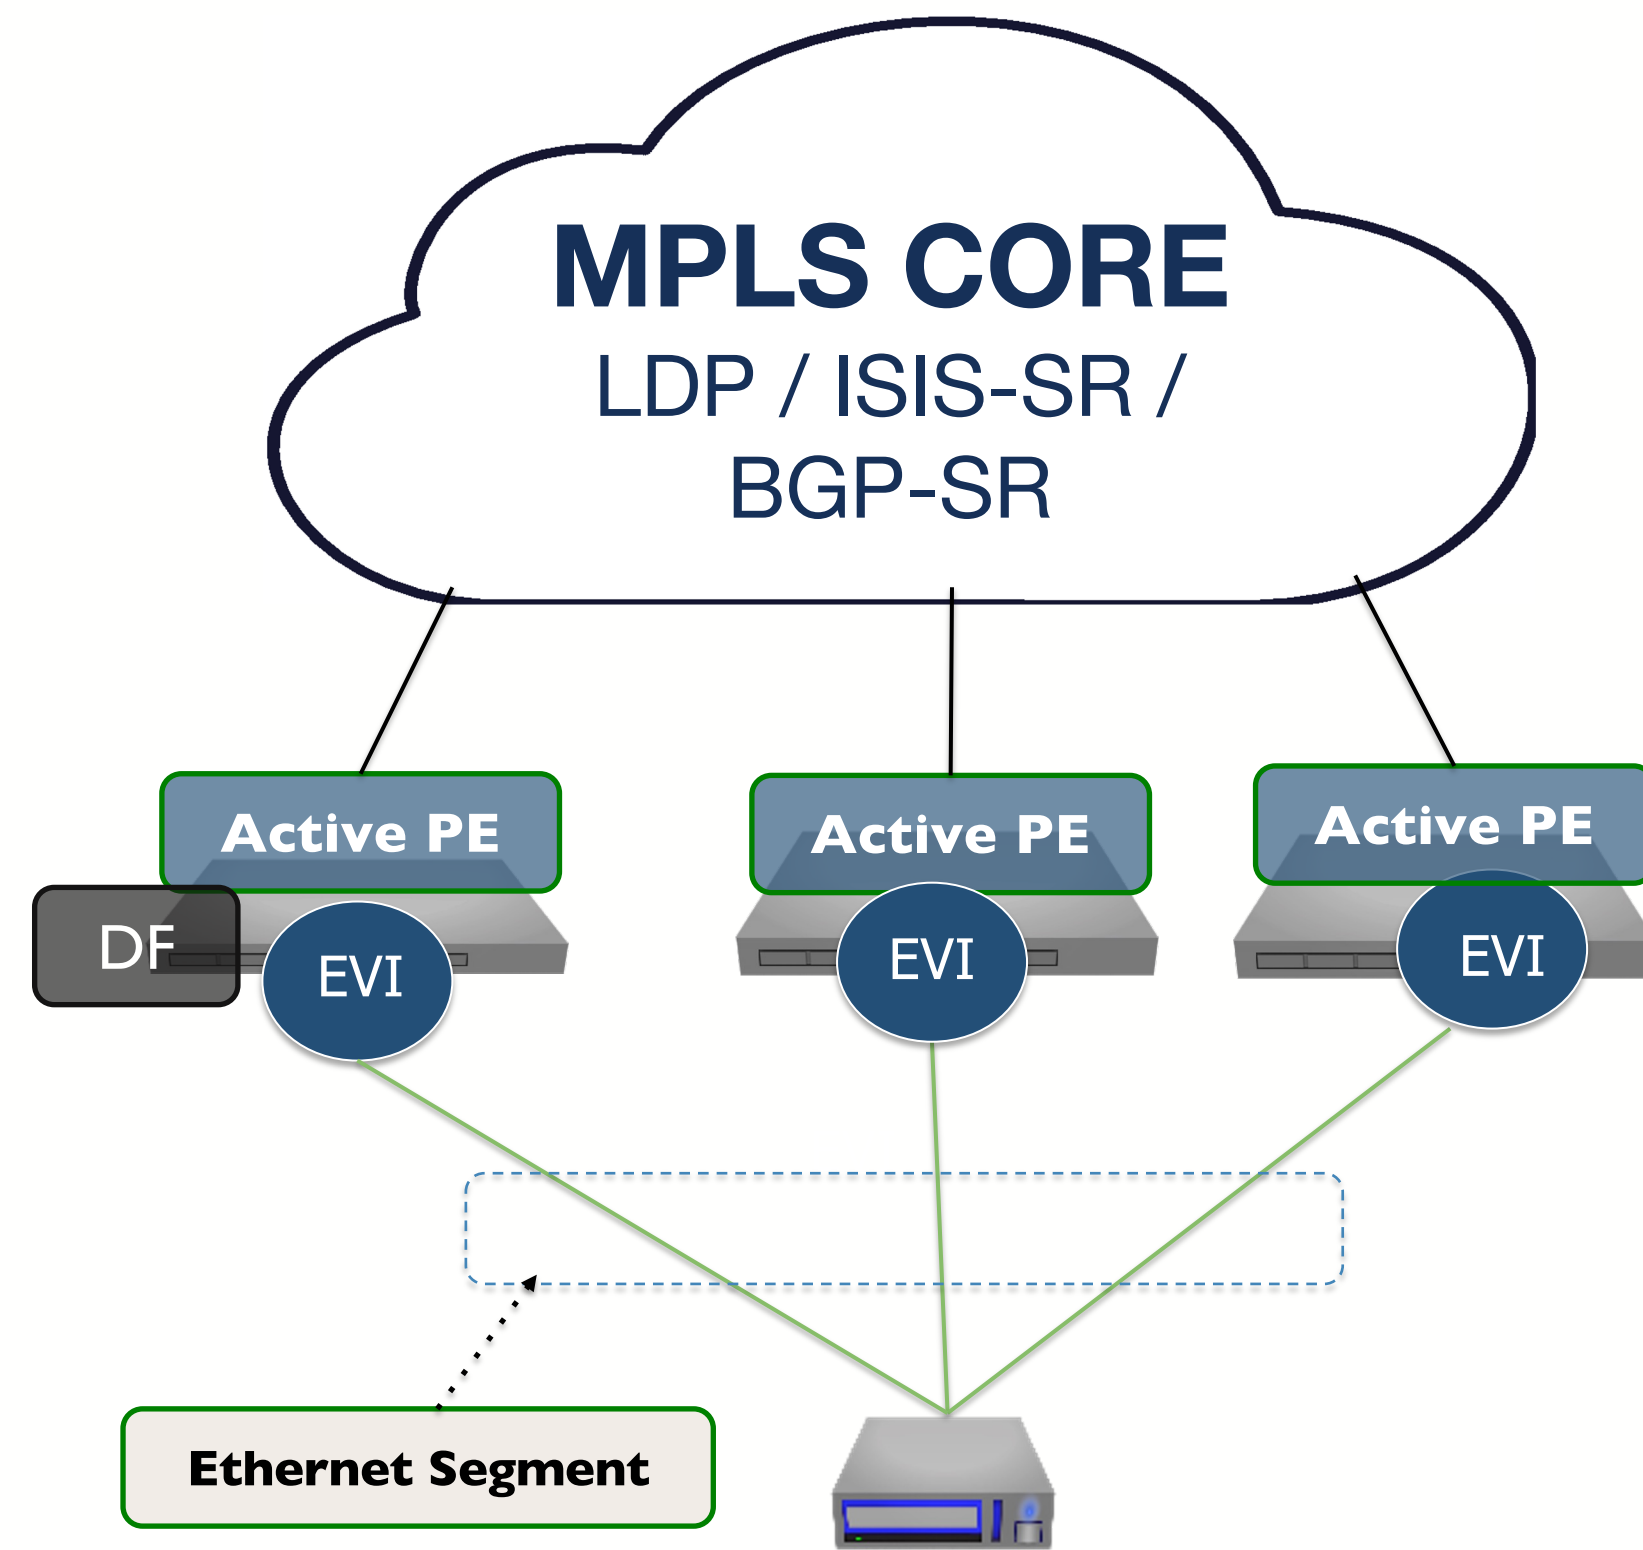 MPLS CORE
LDP / ISIS-SR /
BGP-SR
Active PE
Active PE
Active PE
DF
EVI
EVI
EVI
Ethernet Segment